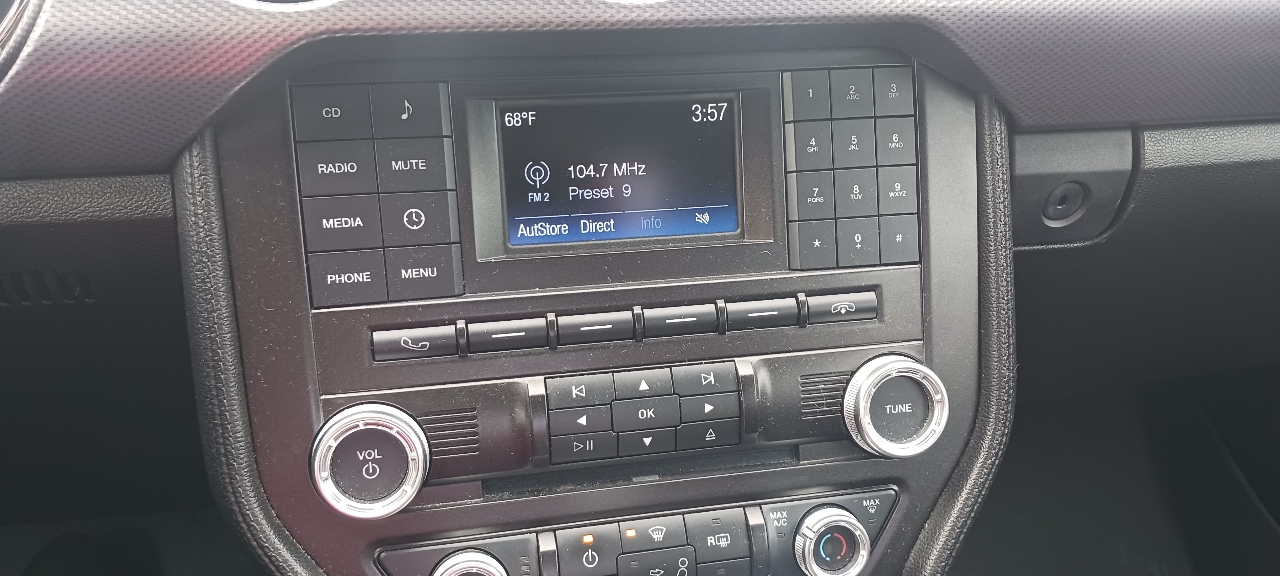 CD
RADIO
MUTE
MEDIA
PHONE
MENU
68°F
3:57
104.7 MHz
FM 2
Preset 9
AutStore Direct Info
1
2
ABC
3
DEF
4
GHI
5
JKL
6
MNO
7
PQRS
8
TUV
9
WXYZ
*
0
+
#
OK
VOL
TUNE
MAX
A/C
MAX
R